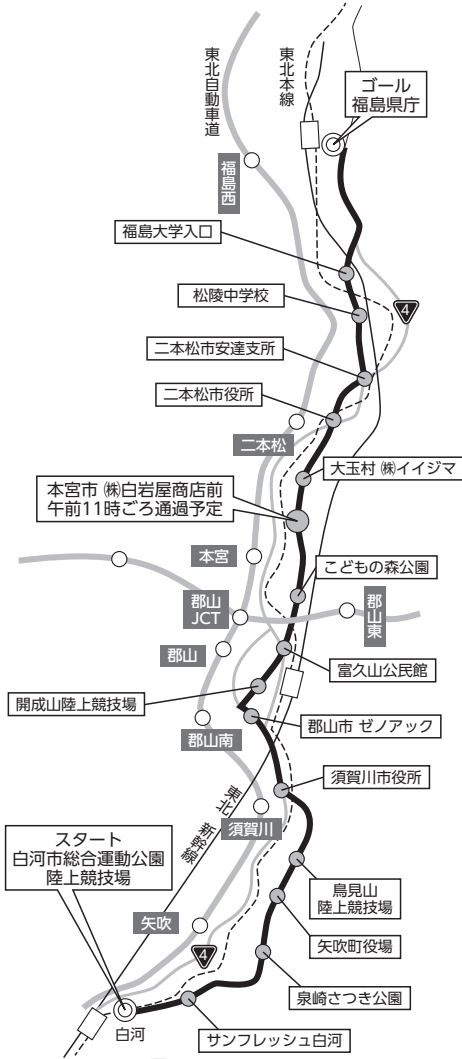 東北自動車道
東北本線
ゴール
福島県庁
福島西
福島大学入口
松陵中学校
4
二本松市安達支所
二本松市役所
二本松
大玉村 ㈱イイジマ
本宮市 ㈱白岩屋商店前
午前11時ごろ通過予定
本宮
こどもの森公園
郡山
JCT
郡山東
郡山
富久山公民館
開成山陸上競技場
郡山市 ゼノアック
郡山南
須賀川市役所
東北新幹線
須賀川
スタート
白河市総合運動公園
陸上競技場
鳥見山
陸上競技場
矢吹
矢吹町役場
4
泉崎さつき公園
白河
サンフレッシュ白河